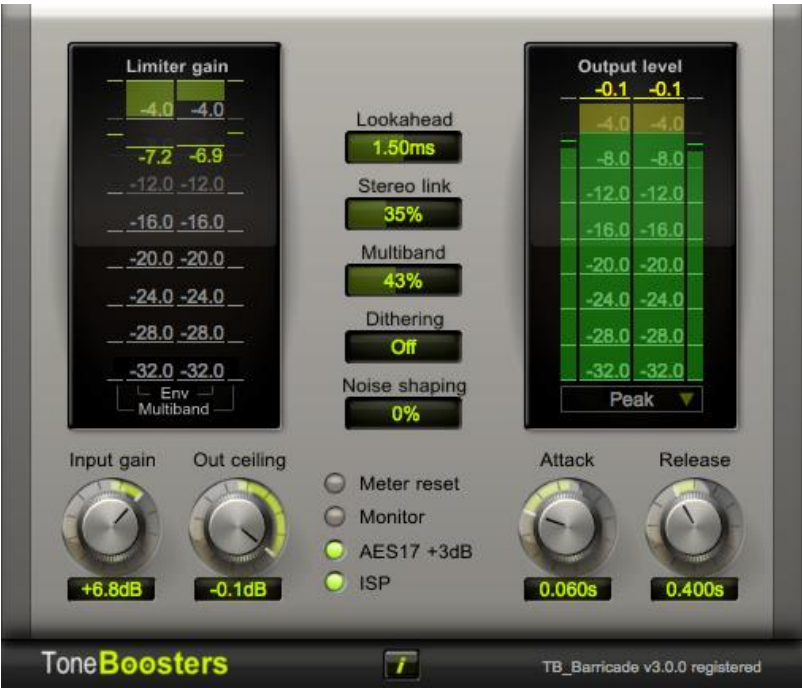 Limiter gain
-4.0 -4.0
-7.2 -6.9
-12.0 -12.0
-16.0 -16.0
-20.0 -20.0
-24.0 -24.0
-28.0 -28.0
-32.0 -32.0
Env
Multiband
Lookahead
1.50ms
Stereo link
35%
Multiband
43%
Dithering
Off
Noise shaping
0%
Output level
-0.1 -0.1
-4.0 -4.0
-8.0 -8.0
-12.0 -12.0
-16.0 -16.0
-20.0 -20.0
-24.0 -24.0
-28.0 -28.0
-32.0 -32.0
Peak
Input gain
+6.8dB
Out ceiling
-0.1dB
Meter reset
Monitor
AES17 +3dB
ISP
Attack
0.060s
Release
0.400s
ToneBoosters
i
TB_Barricade v3.0.0 registered